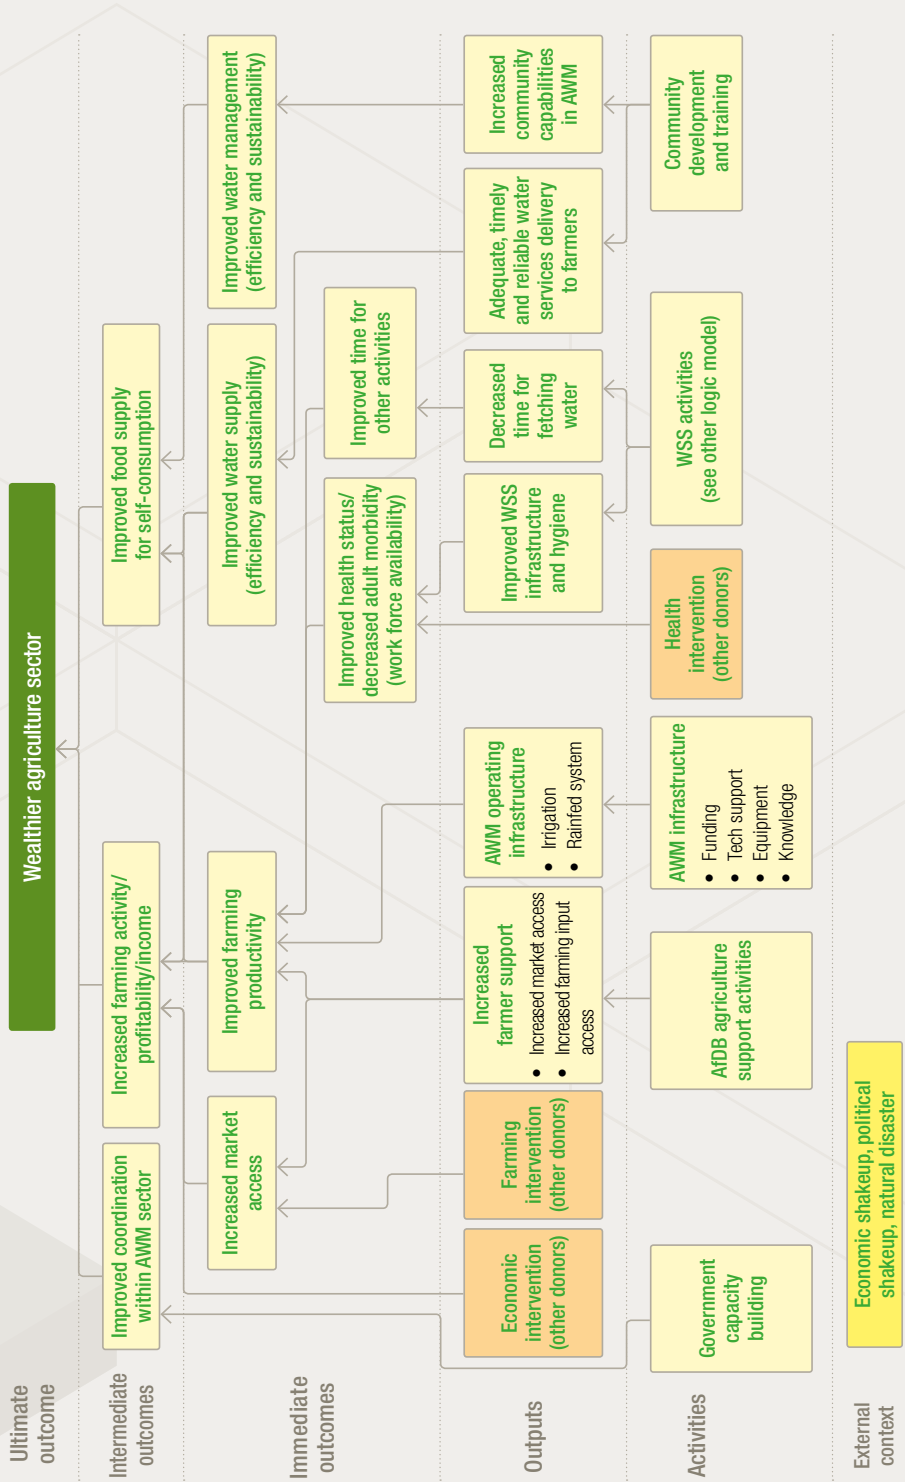 Ultimate
outcome
Wealthier agriculture sector
Intermediate
outcomes
Improved coordination
within AWM sector
Increased farming activity/
profitability/income
Improved food supply
for self-consumption
Immediate
outcomes
Increased market
access
Improved farming
productivity
Improved water supply
(efficiency and sustainability)
Improved water management
(efficiency and sustainability)
Improved health status/
decreased adult morbidity
(work force availability)
Improved time for
other activities
Outputs
Economic
intervention
(other donors)
Farming
intervention
(other donors)
Increased
farmer support
• Increased market access
• Increased farming input
access
AWM operating
infrastructure
• Irrigation
• Rainfed system
Improved WSS
infrastructure
and hygiene
Decreased
time for
fetching
water
Adequate, timely
and reliable water
services delivery
to farmers
Increased
community
capabilities
in AWM
Activities
Government
capacity
building
AfDB agriculture
support activities
AWM infrastructure
• Funding
• Tech support
• Equipment
• Knowledge
Health
intervention
(other donors)
WSS activities
(see other logic model)
Community
development
and training
External
context
Economic shakeup, political
shakeup, natural disaster